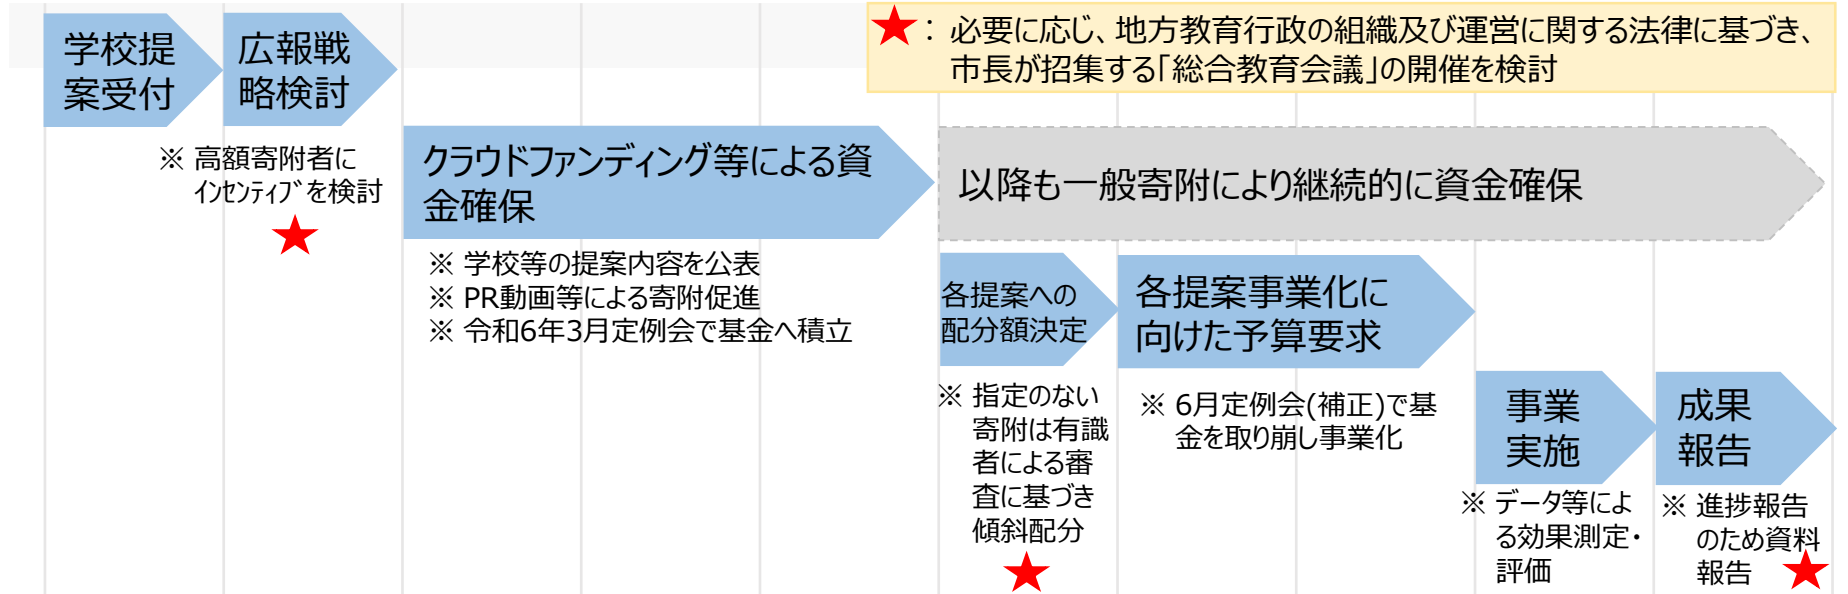 学校提
案受付
広報戦
略検討
★： 必要に応じ、地方教育行政の組織及び運営に関する法律に基づき、
市長が招集する「総合教育会議」の開催を検討
※ 高額寄附者に
ｲﾝｾﾝﾃｨﾌﾞを検討
★
クラウドファンディング等による資
金確保
以降も一般寄附により継続的に資金確保
※ 学校等の提案内容を公表
※ PR動画等による寄附促進
※ 令和6年3月定例会で基金へ積立
各提案への
配分額決定
各提案事業化に
向けた予算要求
※ 指定のない
寄附は有識
者による審
査に基づき
傾斜配分
★
※ 6月定例会(補正)で基
金を取り崩し事業化
事業
実施
成果
報告
※ データ等によ
る効果測定・
評価
※ 進捗報告
のため資料
報告
★